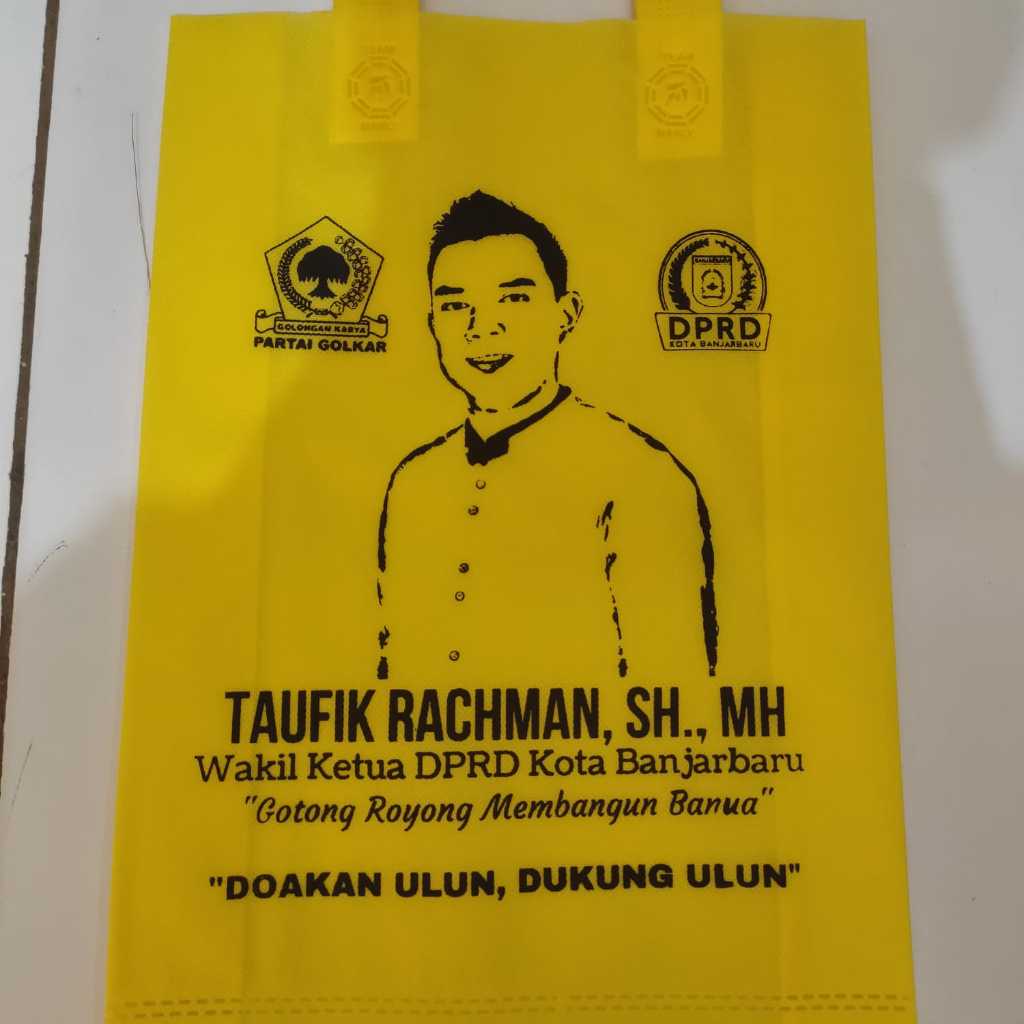 GOLONGAN KARYA
PARTAI GOLKAR
BANJARBARU
DPRD
KOTA BANJARBARU
TAUFIK RACHMAN, SH., MH
Wakil Ketua DPRD Kota Banjarbaru
"Gotong Royong Membangun Banua"
"DOAKAN ULUN, DUKUNG ULUN"